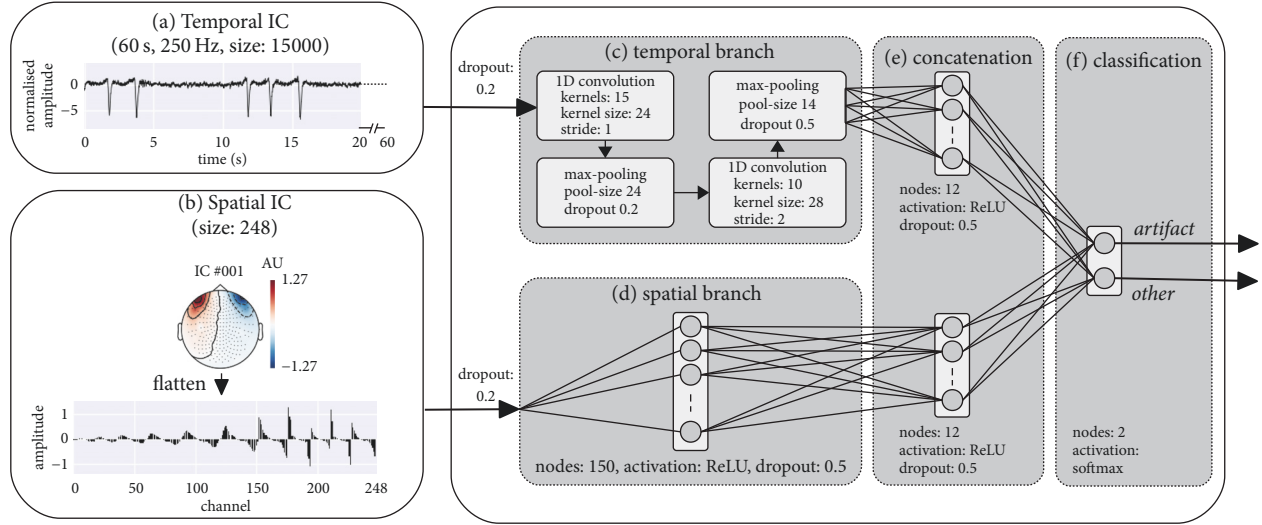 (a) Temporal IC
(60 s, 250 Hz, size: 15000)
normalised
amplitude
0
−5
0
5
10
15
20
60
time (s)
(b) Spatial IC
(size: 248)
IC #001
AU
1.27
−1.27
flatten
amplitude
1
0
−1
0
50
100
150
200
248
channel
dropout:
0.2
(c) temporal branch
1D convolution
kernels: 15
kernel size: 24
stride: 1
max-pooling
pool-size 24
dropout 0.2
1D convolution
kernels: 10
kernel size: 28
stride: 2
max-pooling
pool-size 14
dropout 0.5
dropout:
0.2
(d) spatial branch
nodes: 150, activation: ReLU, dropout: 0.5
(e) concatenation
nodes: 12
activation: ReLU
dropout: 0.5
nodes: 12
activation: ReLU
dropout: 0.5
(f) classification
nodes: 2
activation:
softmax
artifact
other